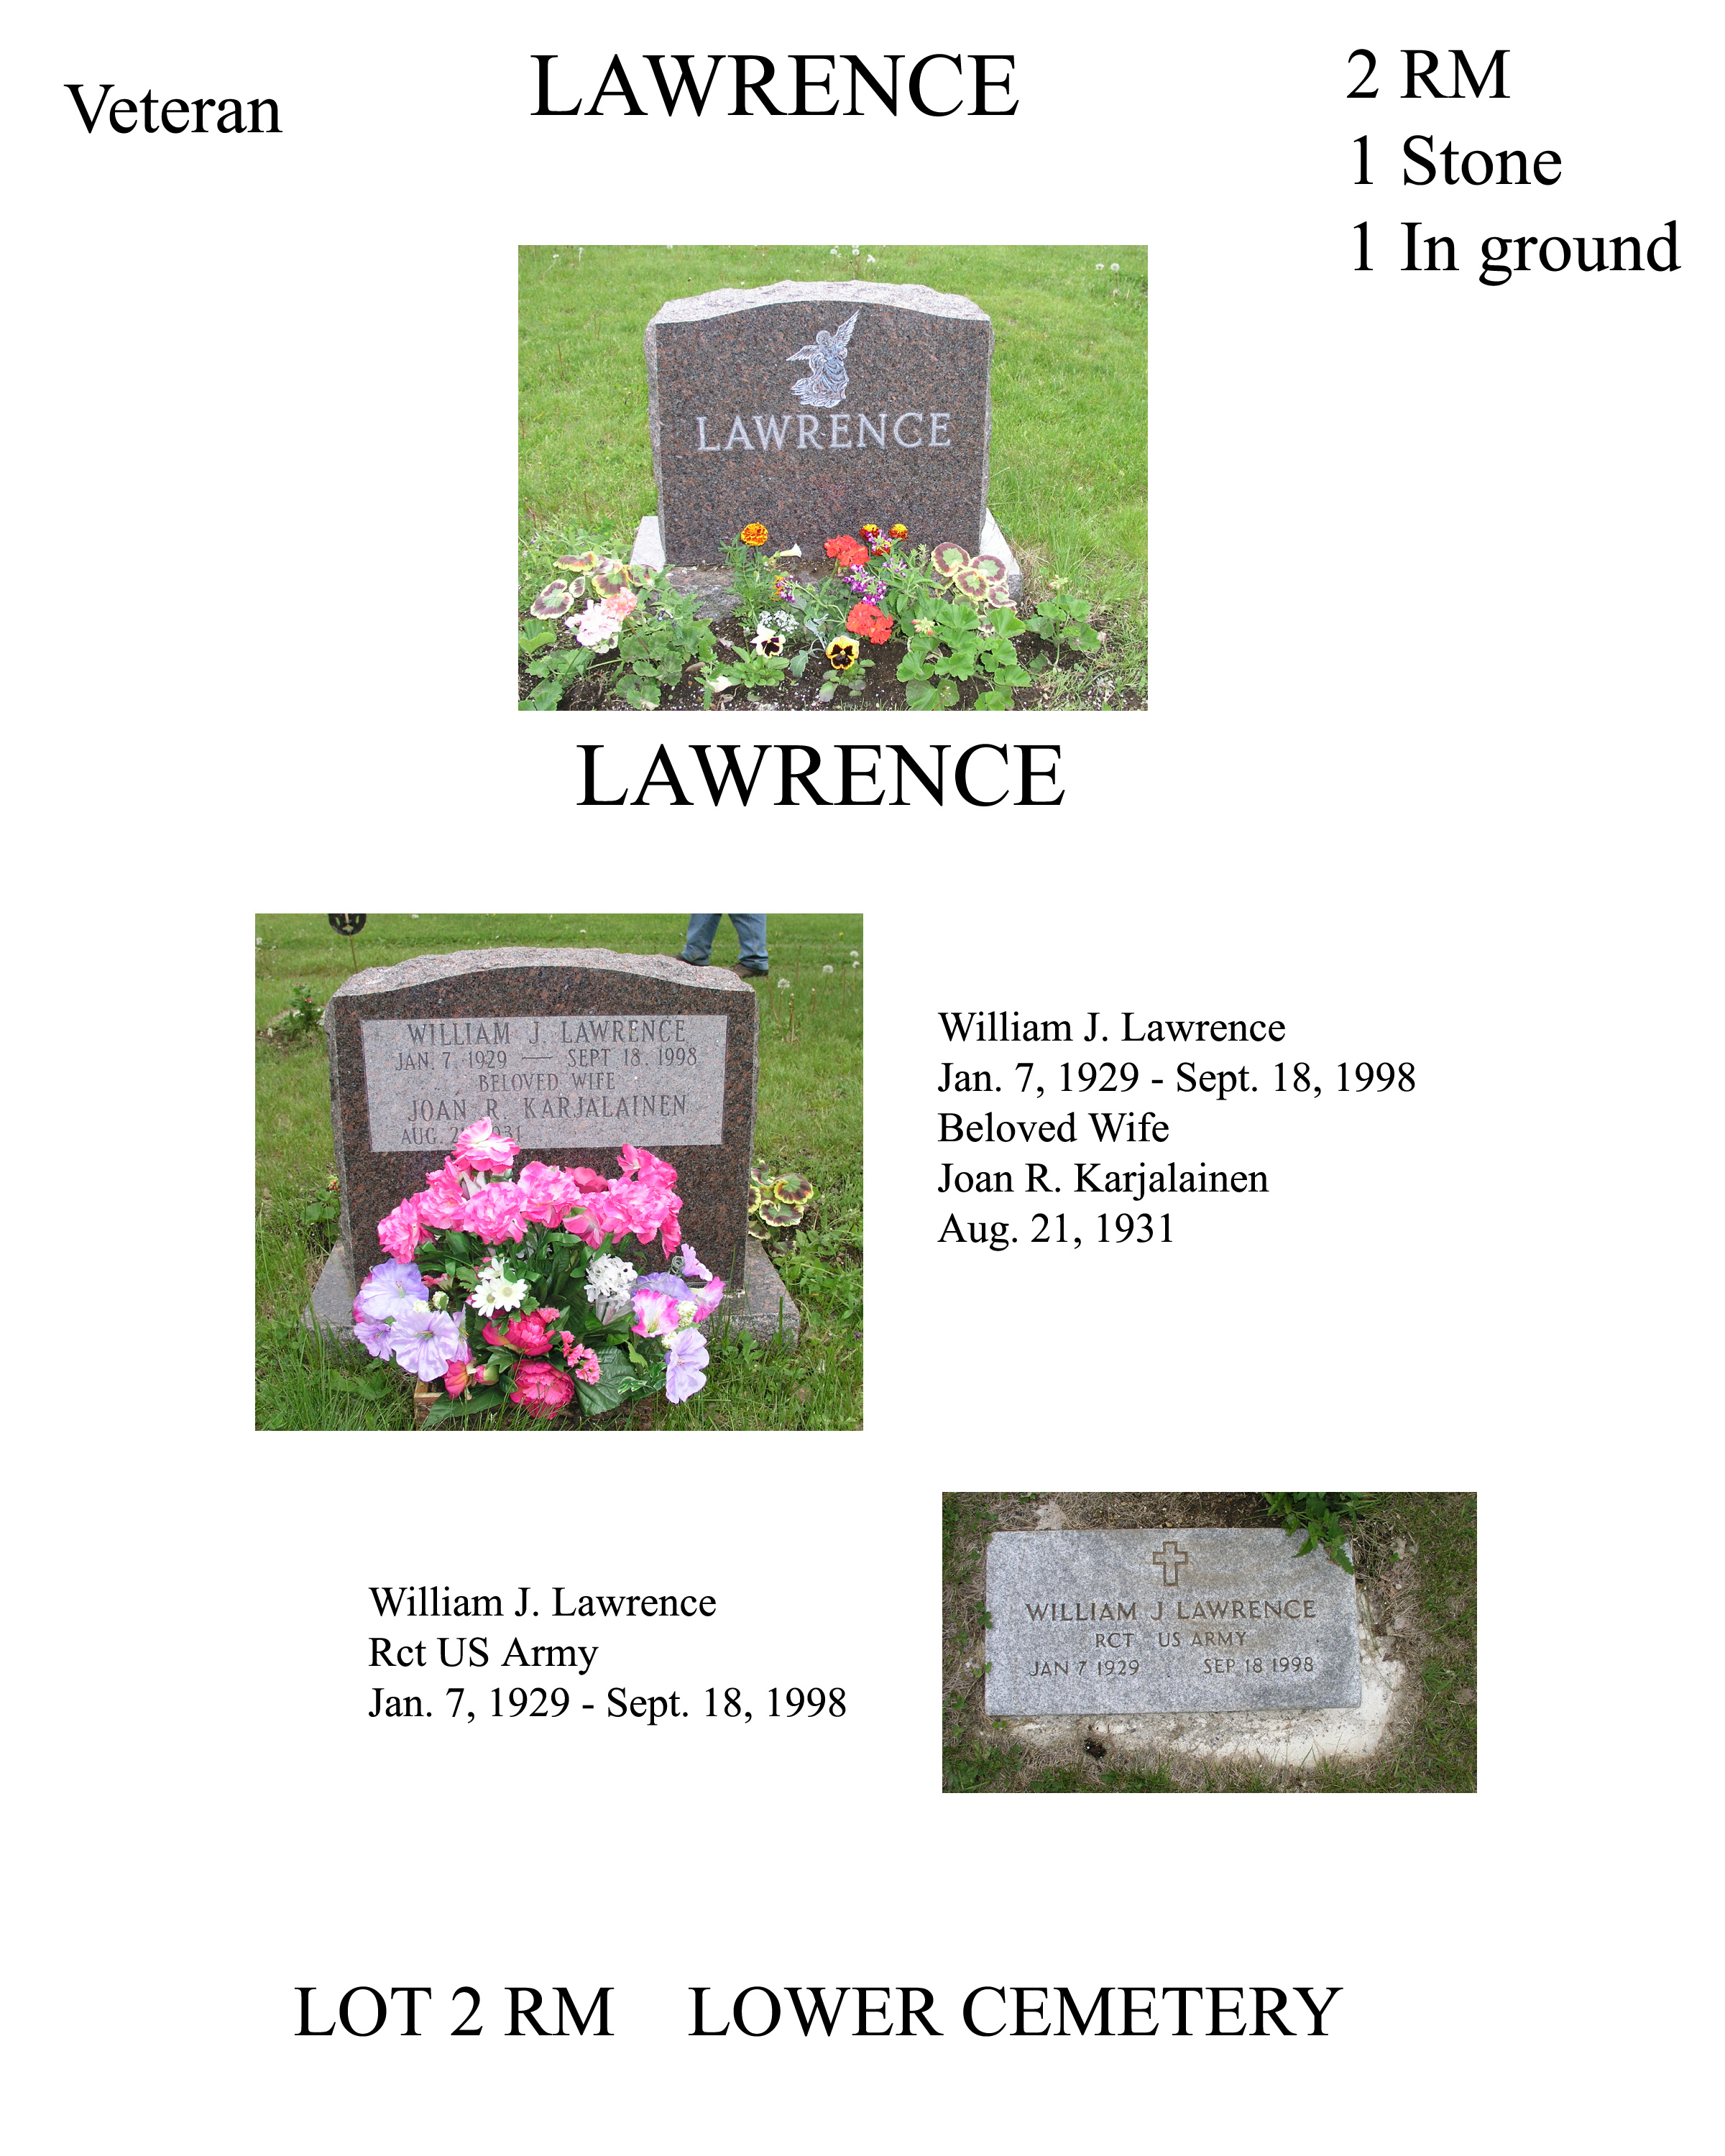 Veteran
LAWRENCE
2 RM
1 Stone
1 In ground
LAWRENCE
LAWRENCE
WILLIAM J. LAWRENCE
JAN. 7, 1929 — SEPT 18, 1998
BELOVED WIFE
JOAN R. KARJALAINEN
AUG.
William J. Lawrence
Jan. 7, 1929 - Sept. 18, 1998
Beloved Wife
Joan R. Karjalainen
Aug. 21, 1931
William J. Lawrence
Rct US Army
Jan. 7, 1929 - Sept. 18, 1998
WILLIAM J LAWRENCE
RCT US ARMY
JAN 7 1929 SEP 18 1998
LOT 2 RM LOWER CEMETERY